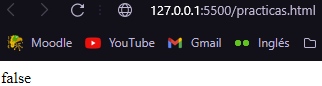 127.0.0.1:5500/practicas.html
Moodle YouTube Gmail Inglés
false